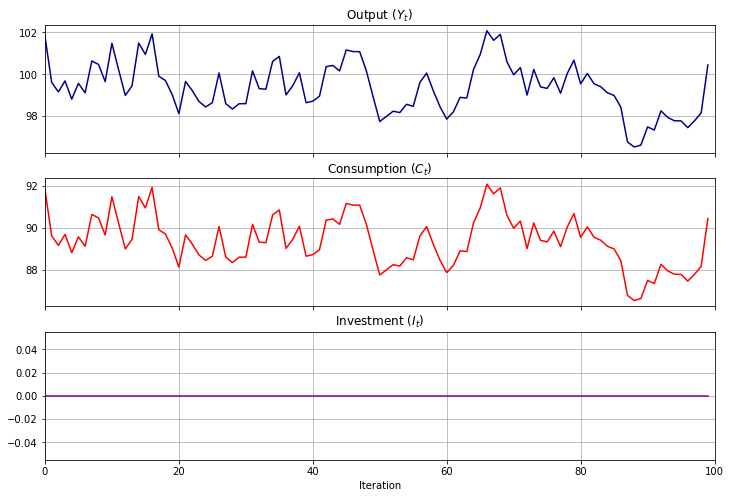 Output (Y_t)
102
100
98
Consumption (C_t)
92
90
88
Investment (I_t)
0.04
0.02
0.00
−0.02
−0.04
0 20 40 60 80 100
Iteration